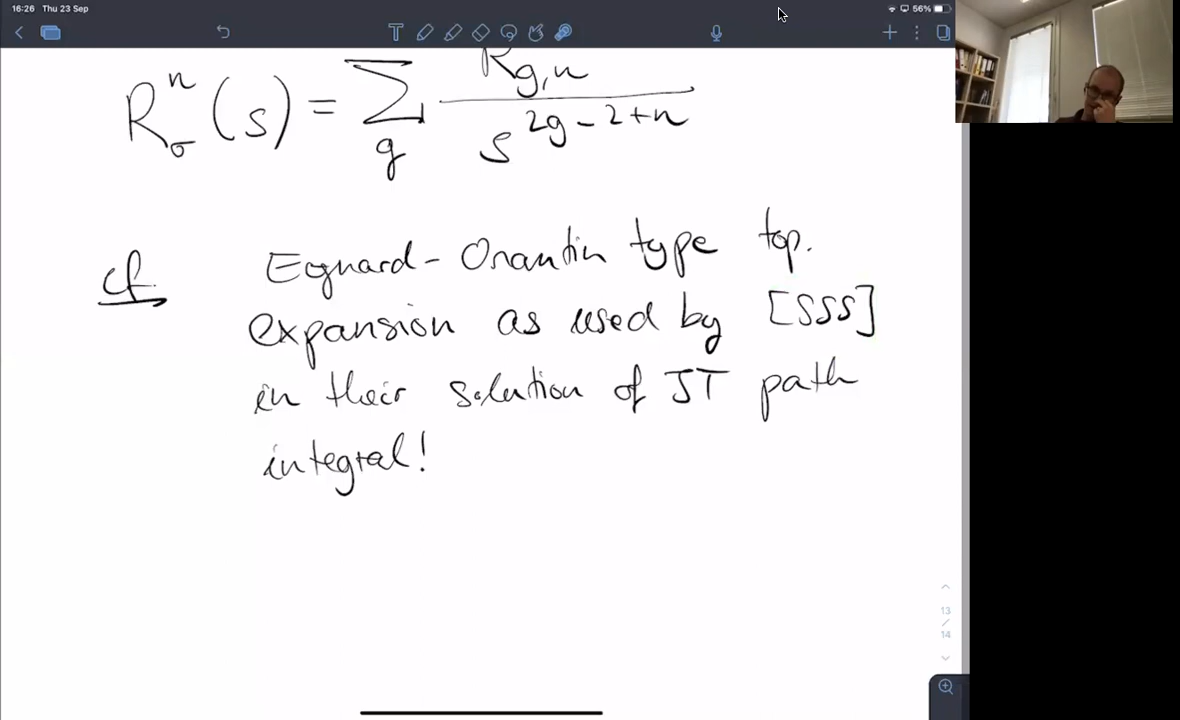 16:26 Thu 23 Sep
56%
R_σ^n (s) = Σ_g R_{g,n} / s^{2g-2+n}
cf. Eynard-Orantin type top.
expansion as used by [SSS]
in their solution of JT path
integral!
13
/
14